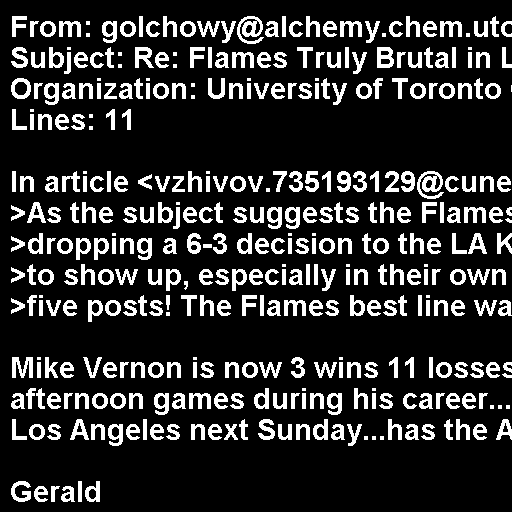 From: golchowy@alchemy.chem.uto
Subject: Re: Flames Truly Brutal in L
Organization: University of Toronto
Lines: 11

In article <vzhivov.735193129@cune
>As the subject suggests the Flames
>dropping a 6-3 decision to the LA K
>to show up, especially in their own
>five posts! The Flames best line wa

Mike Vernon is now 3 wins 11 losses
afternoon games during his career...
Los Angeles next Sunday...has the A

Gerald